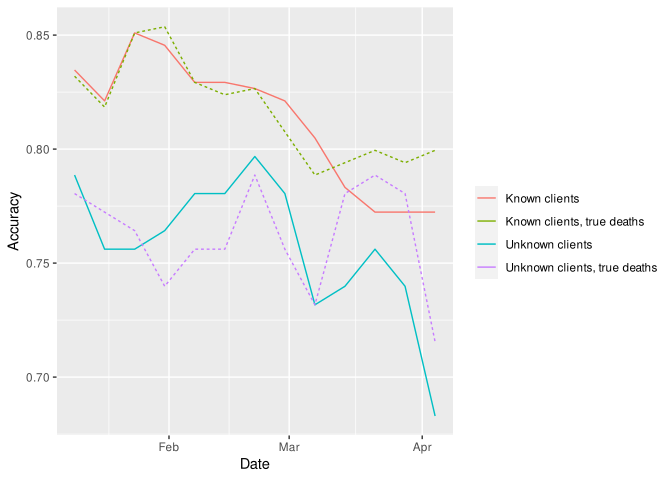 0.85
0.80
0.75
0.70
Accuracy
Feb
Mar
Apr
Date
Known clients
Known clients, true deaths
Unknown clients
Unknown clients, true deaths